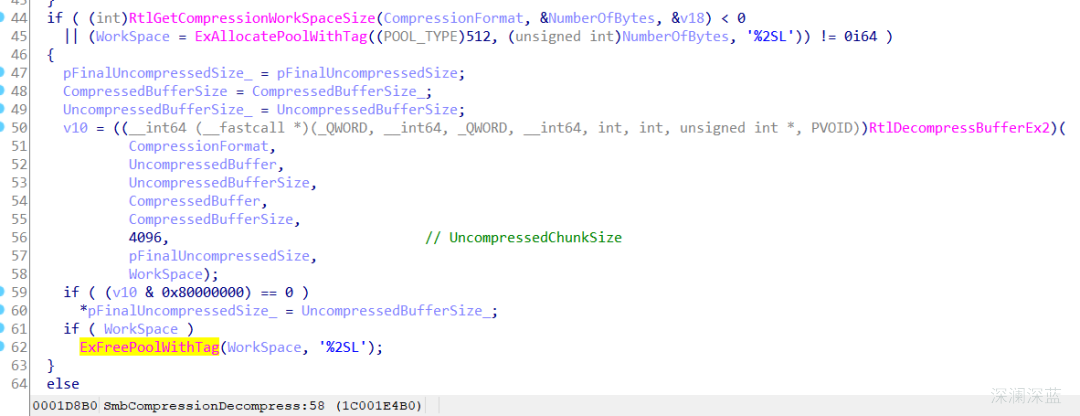 43 }
44 if ( (int)RtlGetCompressionWorkSpaceSize(CompressionFormat, &NumberOfBytes, &v18) < 0
45 || (WorkSpace = ExAllocatePoolWithTag((POOL_TYPE)512, (unsigned int)NumberOfBytes, '%2SL')) != 0i64 )
46 {
47 pFinalUncompressedSize_ = pFinalUncompressedSize;
48 CompressedBufferSize = CompressedBufferSize_;
49 UncompressedBufferSize_ = UncompressedBufferSize;
50 v10 = ((__int64 (__fastcall *)(_QWORD, __int64, _QWORD, __int64, int, int, unsigned int *, PVOID))RtlDecompressBufferEx2)(
51 CompressionFormat,
52 UncompressedBuffer,
53 UncompressedBufferSize,
54 CompressedBuffer,
55 CompressedBufferSize,
56 4096, // UncompressedChunkSize
57 pFinalUncompressedSize,
58 WorkSpace);
59 if ( (v10 & 0x80000000) == 0 )
60 *pFinalUncompressedSize_ = UncompressedBufferSize_;
61 if ( WorkSpace )
62 ExFreePoolWithTag(WorkSpace, '%2SL');
63 }
64 else
0001D8B0 SmbCompressionDecompress:58 (1C001E4B0)
深澜深蓝